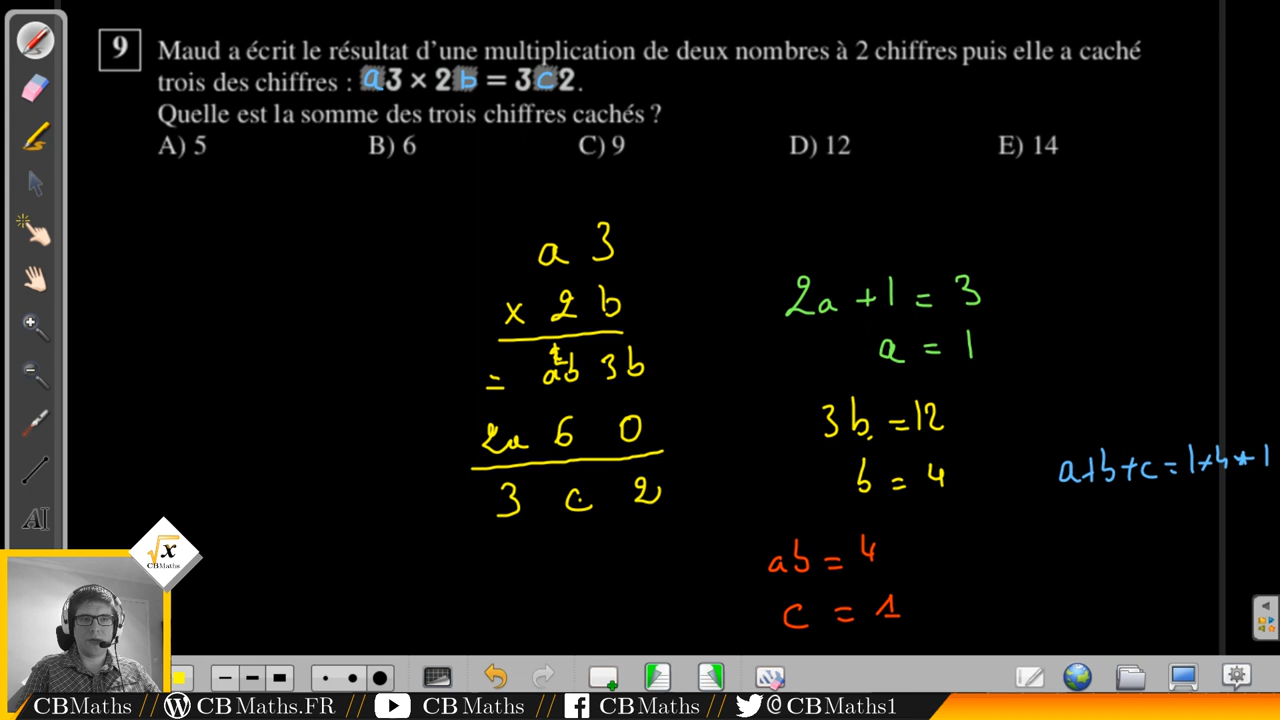 9 Maud a écrit le résultat d'une multiplication de deux nombres à 2 chiffres puis elle a caché
trois des chiffres : a3 × 2b = 3c2.
Quelle est la somme des trois chiffres cachés ?
A) 5 B) 6 C) 9 D) 12 E) 14
a 3
x 2 b
= ab 3b
2a 6 0
3 c 2
2a + 1 = 3
a = 1
3b = 12
b = 4
ab = 4
c = 1
a+b+c = 1+4+1
AI
√x
CBMaths
CBMaths CBMaths.FR CBMaths CBMaths @CBMaths1